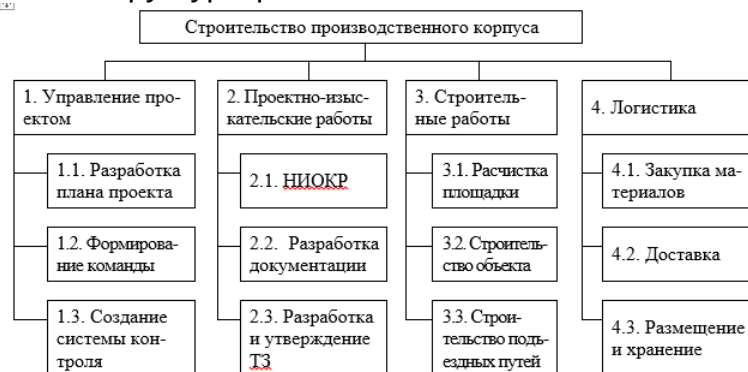 Строительство производственного корпуса
1. Управление про-
ектом
2. Проектно-изыс-
кательские работы
3. Строитель-
ные работы
4. Логистика
1.1. Разработка
плана проекта
2.1. НИОКР
3.1. Расчистка
площадки
4.1. Закупка ма-
териалов
1.2. Формирова-
ние команды
2.2. Разработка
документации
3.2. Строитель-
ство объекта
4.2. Доставка
1.3. Создание
системы кон-
троля
2.3. Разработка
и утверждение
ТЗ
3.3. Строи-
тельство подъ-
ездных путей
4.3. Размещение
и хранение